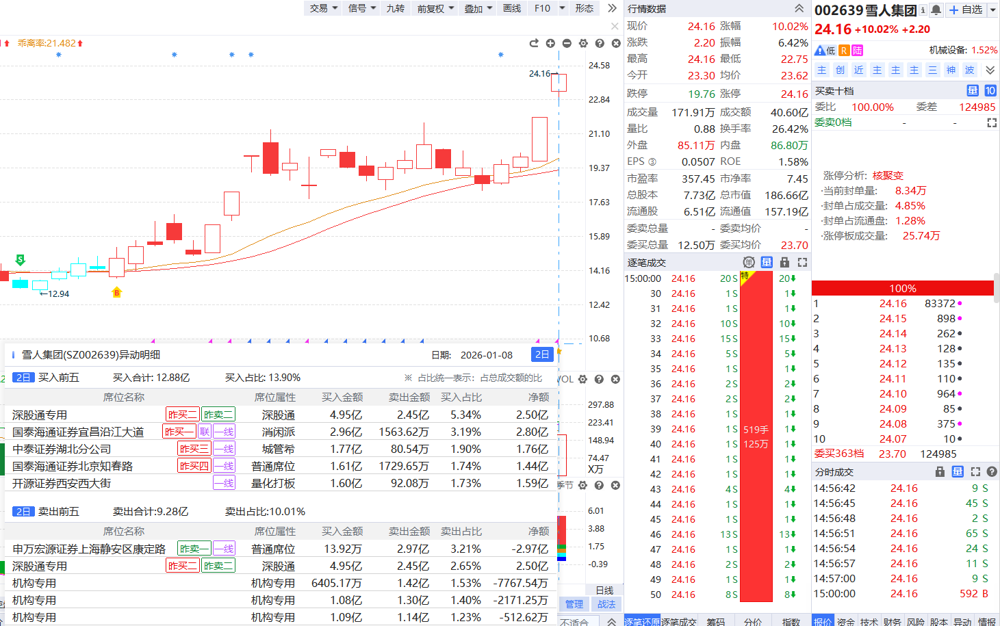 交易 信号 九转 前复权 叠加 画线 F10 形态
乖离率:21.482
24.58
22.84
21.10
19.37
17.63
15.89
14.16
12.42
10.68
24.16
12.94
S
B
雪人集团(SZ002639)异动明细 日期: 2026-01-08 2日
2日 买入前五 买入合计: 12.88亿 买入占比: 13.90% ※ 占比统一表示：占总成交额的比
席位名称 席位属性 买入金额 卖出金额 买入占比 净额
深股通专用 昨买二 昨卖二 深股通 4.95亿 2.45亿 5.34% 2.50亿
国泰海通证券宜昌沿江大道 昨买一 联 一线 消闲派 2.96亿 1563.62万 3.19% 2.80亿
中泰证券湖北分公司 昨买三 一线 城管希 1.77亿 80.54万 1.90% 1.76亿
国泰海通证券北京知春路 昨买四 一线 普通席位 1.61亿 1729.65万 1.74% 1.44亿
开源证券西安西大街 一线 量化打板 1.60亿 92.08万 1.73% 1.59亿
2日 卖出前五 卖出合计:9.28亿 卖出占比:10.01%
席位名称 席位属性 买入金额 卖出金额 卖出占比 净额
申万宏源证券上海静安区康定路 昨卖一 一线 普通席位 13.92万 2.97亿 3.21% -2.97亿
深股通专用 昨买二 昨卖二 深股通 4.95亿 2.45亿 2.65% 2.50亿
机构专用 机构专用 6405.17万 1.42亿 1.53% -7767.54万
机构专用 机构专用 1.08亿 1.30亿 1.40% -2171.25万
机构专用 机构专用 1.09亿 1.14亿 1.23% -512.62万
VOL
297.88
223.41
148.94
74.47
X万
季节
6.01
3.88
1.75
-0.39
日线
管理 战法
不适合
行情数据
现价 24.16 涨幅 10.02%
涨跌 2.20 振幅 6.42%
最高 24.16 最低 22.75
今开 23.30 均价 23.62
跌停 19.76 涨停 24.16
成交量 171.91万 成交额 40.60亿
量比 0.88 换手率 26.42%
外盘 85.11万 内盘 86.80万
EPS ③ 0.0507 ROE 1.58%
市盈率 357.45 市净率 7.45
总股本 7.73亿 总市值 186.66亿
流通股 6.51亿 流通值 157.19亿
委卖总量 - 委卖均价 -
委买总量 12.50万 委买均价 23.70
逐笔成交 单 量
15:00:00 24.16 20 S 特 20
30 24.16 1 S 1
31 24.16 1 S 1
32 24.16 10 S 10
33 24.16 15 S 15
34 24.16 5 S 5
35 24.16 1 S 1
36 24.16 2 S 2
37 24.16 2 S 2
38 24.16 1 S 1
39 24.16 1 S 519手 1
40 24.16 1 S 125万 1
41 24.16 1 S 1
42 24.16 1 S 1
43 24.16 4 S 4
44 24.16 1 S 1
45 24.16 1 S 1
46 24.16 13 S 13
47 24.16 1 S 1
48 24.16 2 S 2
49 24.16 1 S 1
50 24.16 8 S 8
逐笔还原 逐笔成交 筹码 分价 指数
002639 雪人集团 自选
24.16 +10.02% +2.20
低 R 陆 机械设备: 1.52%
主 创 近 主 主 主 三 神 波
买卖十档 量 10
委比 100.00% 委差 124985
委卖0档 - -
涨停分析: 核聚变
·当前封单量: 8.34万
·封单占成交量: 4.85%
·封单占流通盘: 1.28%
·涨停板成交量: 25.74万
100%
1 24.16 83372
2 24.15 898
3 24.14 262
4 24.13 128
5 24.12 135
6 24.11 110
7 24.10 964
8 24.09 85
9 24.08 375
10 24.07 10
委买363档 23.70 124985
分时成交 量
14:56:42 24.16 9 S
14:56:45 24.16 45 S
14:56:48 24.16 2 S
14:56:51 24.16 65 S
14:56:54 24.16 24 S
14:56:57 24.16 11 S
14:57:00 24.16 9 S
15:00:00 24.16 592 B
报价 资金 技术 财务 风险 股本 异动 情报